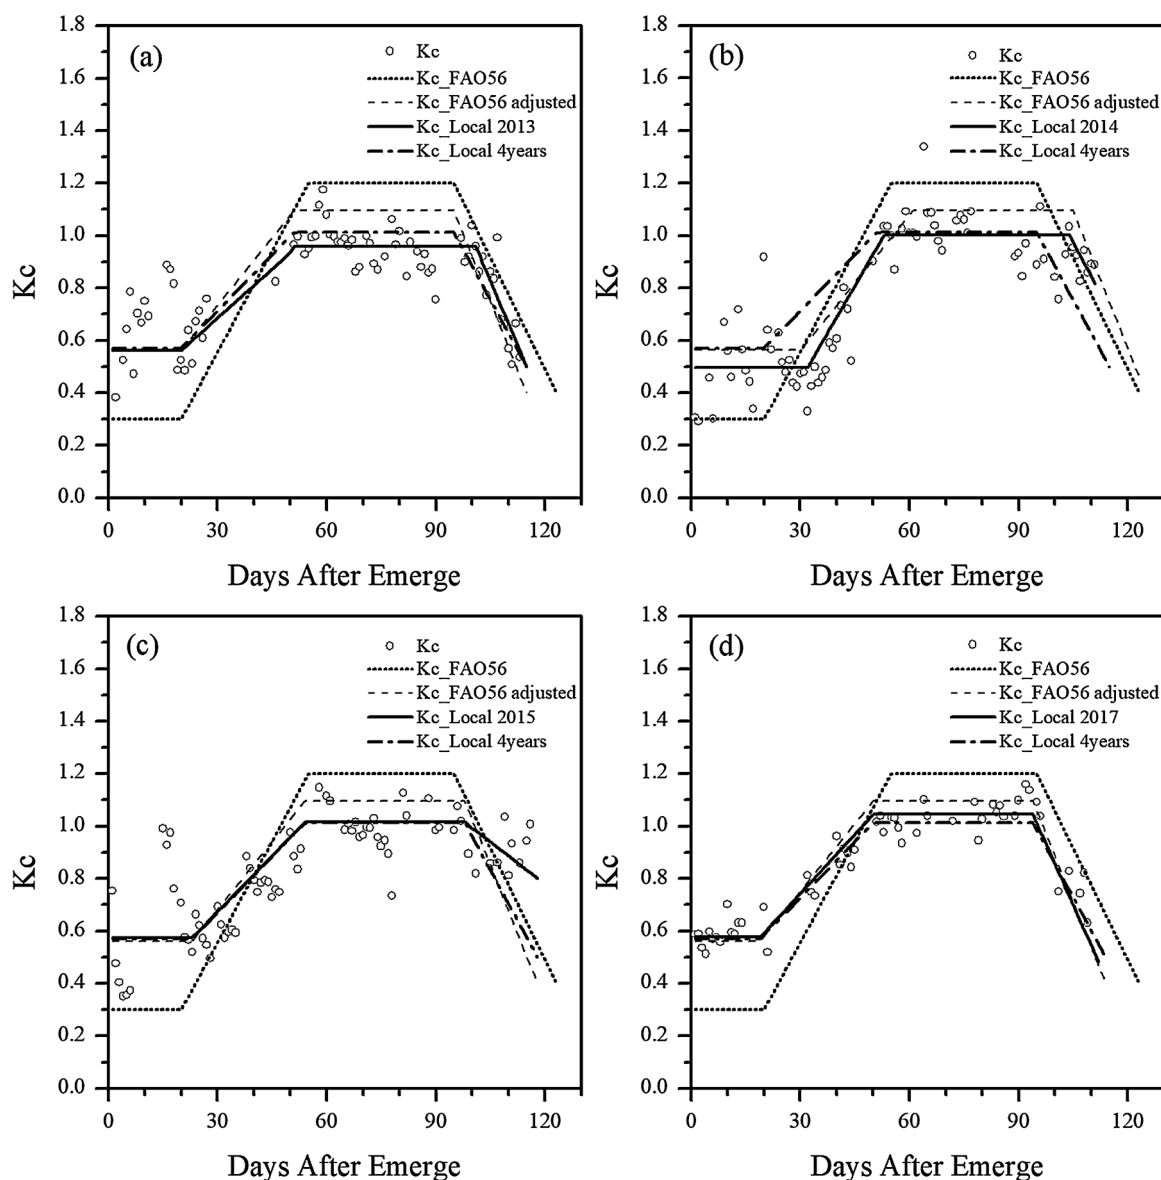 (a)
Kc
Kc_FAO56
Kc_FAO56 adjusted
Kc_Local 2013
Kc_Local 4years
1.8
1.6
1.4
1.2
1.0
0.8
0.6
0.4
0.2
0.0
Kc
0 30 60 90 120
Days After Emerge
(b)
Kc
Kc_FAO56
Kc_FAO56 adjusted
Kc_Local 2014
Kc_Local 4years
1.8
1.6
1.4
1.2
1.0
0.8
0.6
0.4
0.2
0.0
Kc
0 30 60 90 120
Days After Emerge
(c)
Kc
Kc_FAO56
Kc_FAO56 adjusted
Kc_Local 2015
Kc_Local 4years
1.8
1.6
1.4
1.2
1.0
0.8
0.6
0.4
0.2
0.0
Kc
0 30 60 90 120
Days After Emerge
(d)
Kc
Kc_FAO56
Kc_FAO56 adjusted
Kc_Local 2017
Kc_Local 4years
1.8
1.6
1.4
1.2
1.0
0.8
0.6
0.4
0.2
0.0
Kc
0 30 60 90 120
Days After Emerge